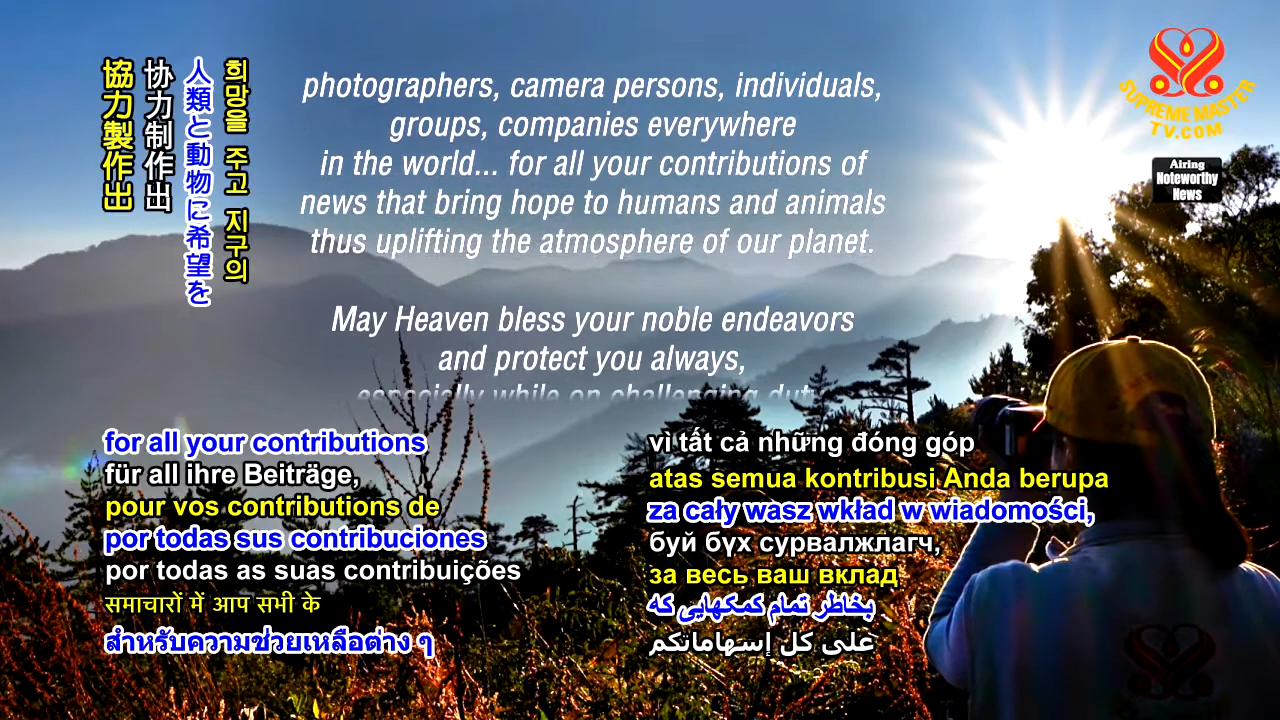 協力製作出
协力制作出
人類と動物に希望を
희망을 주고 지구의
photographers, camera persons, individuals,
groups, companies everywhere
in the world... for all your contributions of
news that bring hope to humans and animals
thus uplifting the atmosphere of our planet.
May Heaven bless your noble endeavors
and protect you always,
especially while on challenging duty
SUPREME MASTER
TV.COM
Airing
Noteworthy
News
for all your contributions
für all ihre Beiträge,
pour vos contributions de
por todas sus contribuciones
por todas as suas contribuições
समाचारों में आप सभी के
สำหรับความช่วยเหลือต่าง ๆ
vì tất cả những đóng góp
atas semua kontribusi Anda berupa
za cały wasz wkład w wiadomości,
буй бүх сурвалжлагч,
за весь ваш вклад
بخاطر تمام کمکهایی که
على كل إسهاماتكم